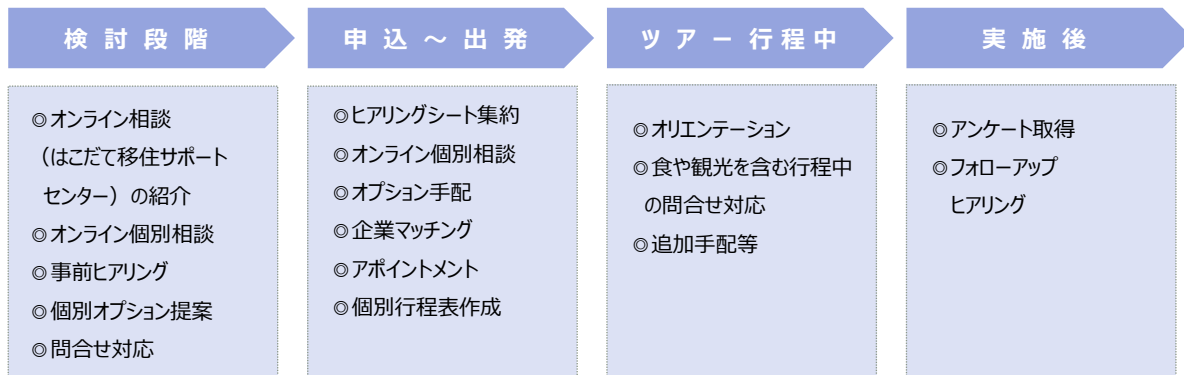 検討段階
◎オンライン相談
（はこだて移住サポート
センター）の紹介
◎オンライン個別相談
◎事前ヒアリング
◎個別オプション提案
◎問合せ対応
申込～出発
◎ヒアリングシート集約
◎オンライン個別相談
◎オプション手配
◎企業マッチング
◎アポイントメント
◎個別行程表作成
ツアー行程中
◎オリエンテーション
◎食や観光を含む行程中
の問合せ対応
◎追加手配等
実施後
◎アンケート取得
◎フォローアップ
ヒアリング